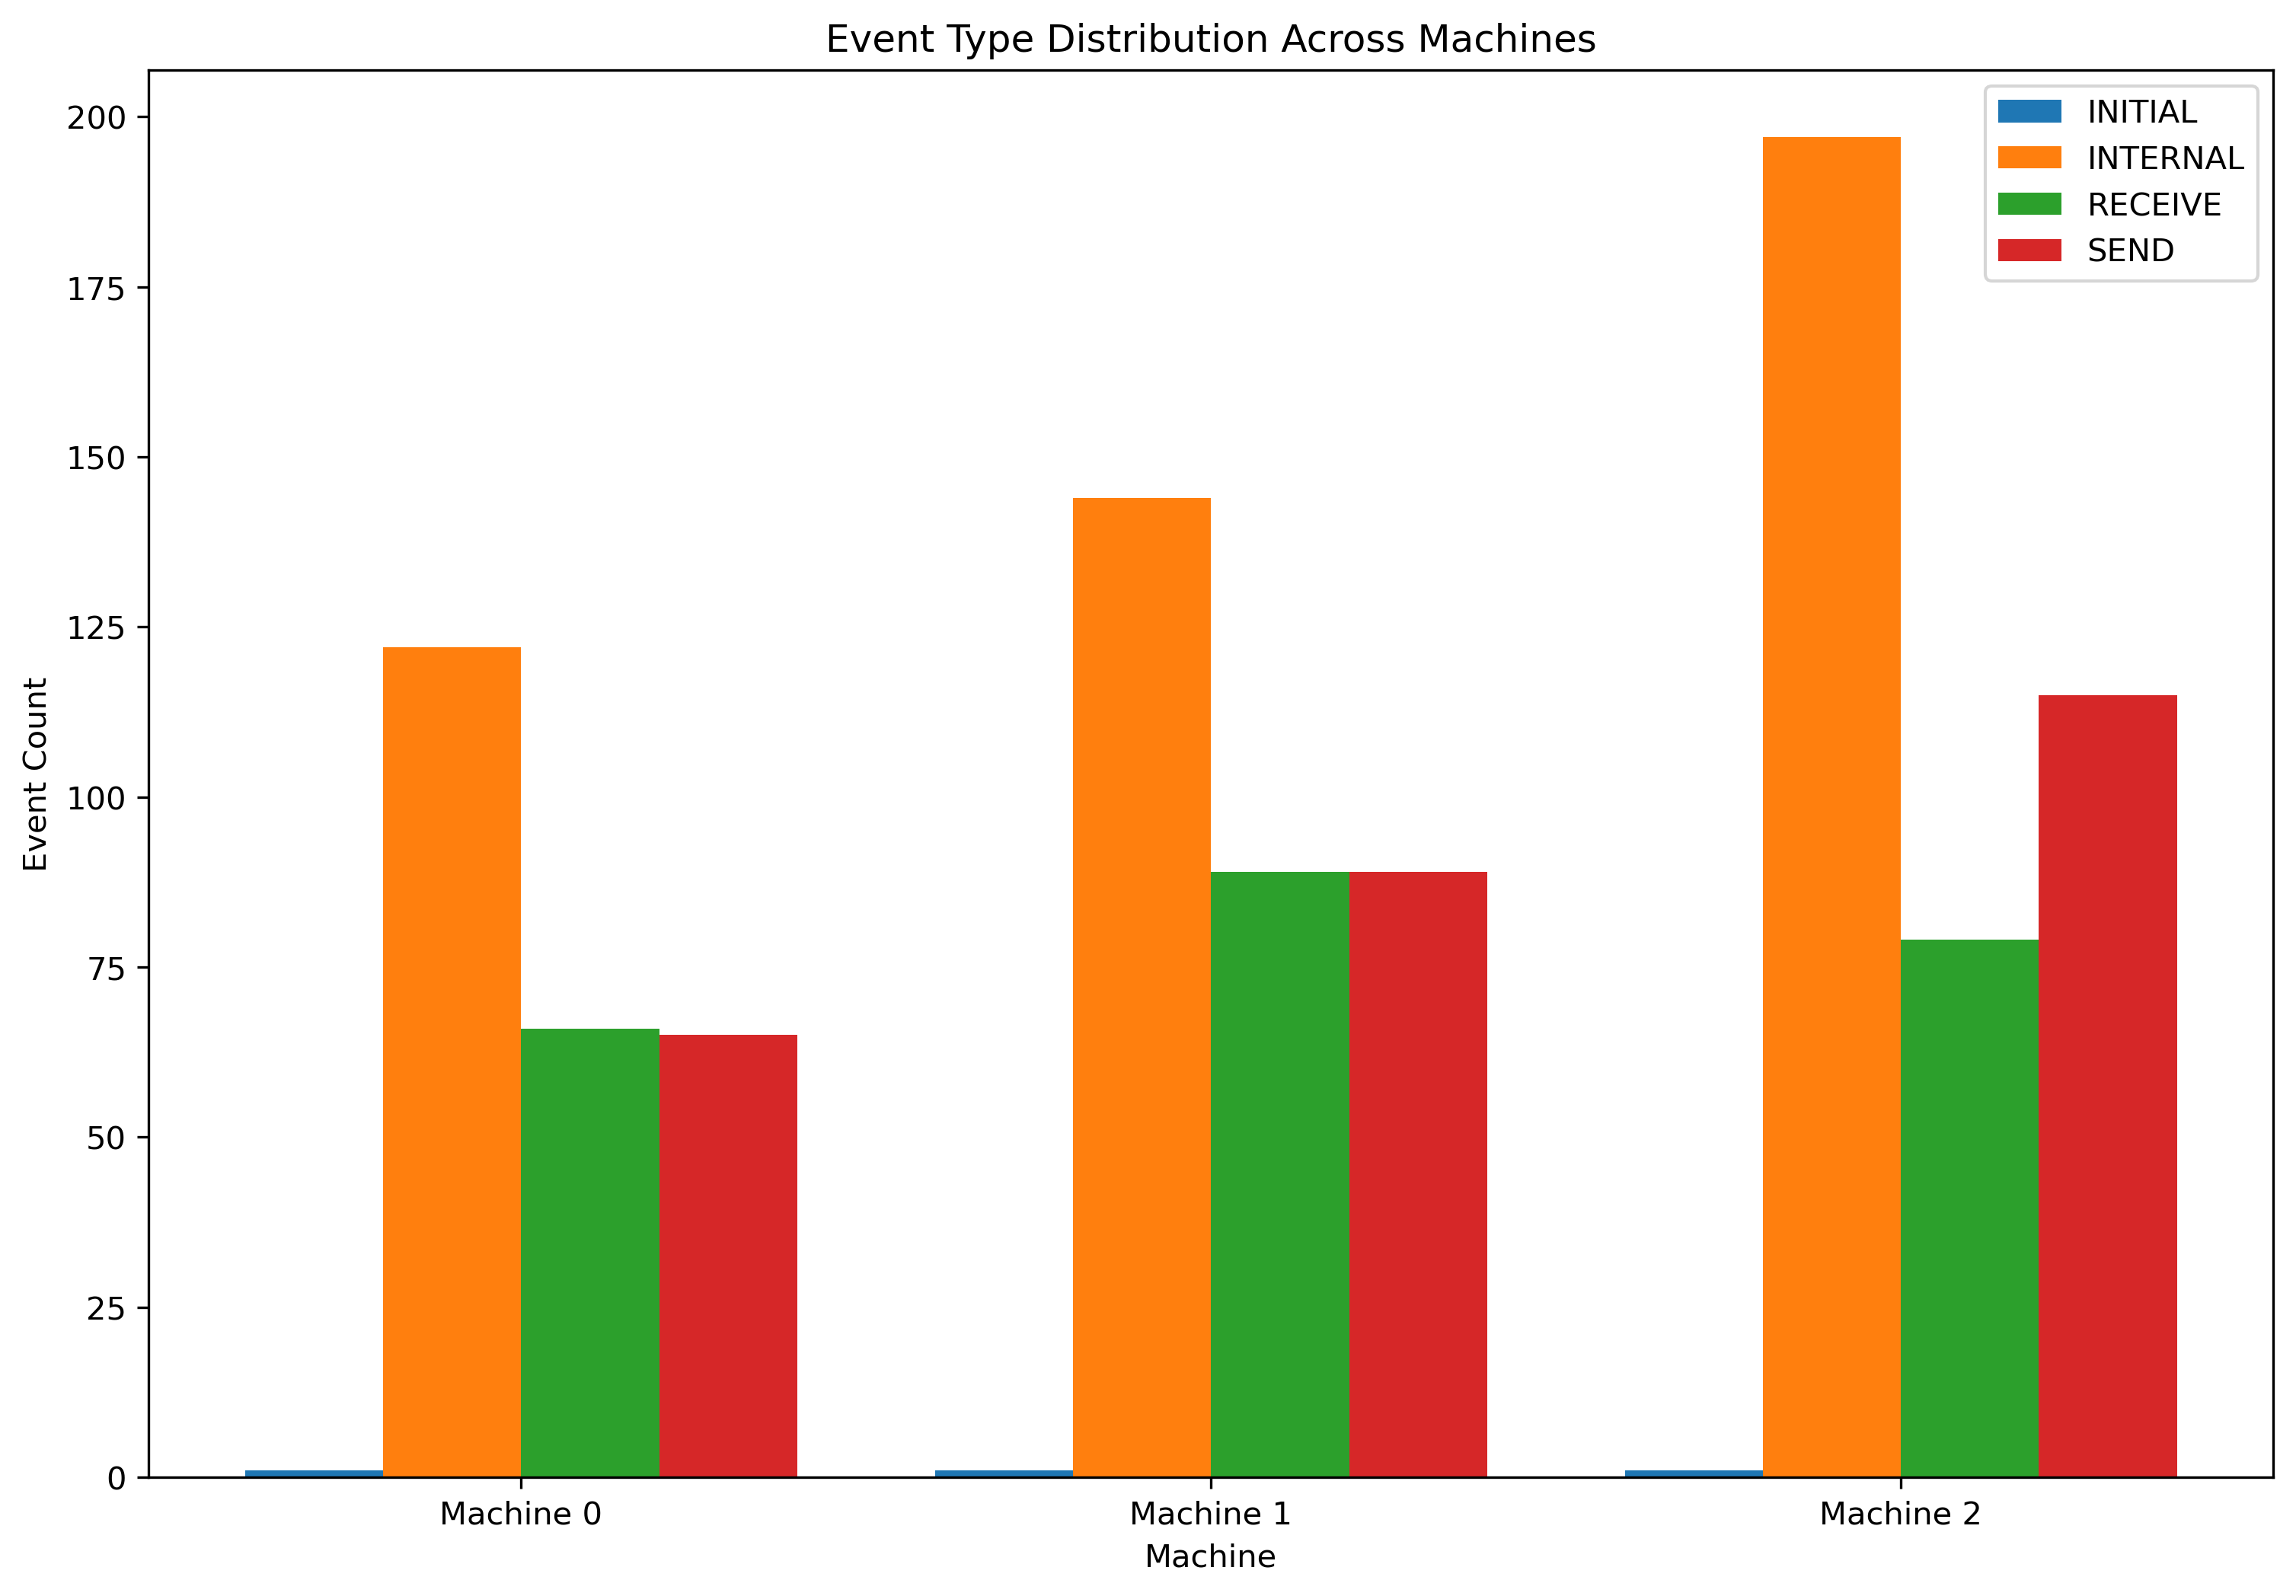 Event Type Distribution Across Machines
INITIAL
INTERNAL
RECEIVE
SEND
Event Count
200
175
150
125
100
75
50
25
0
Machine 0
Machine 1
Machine 2
Machine